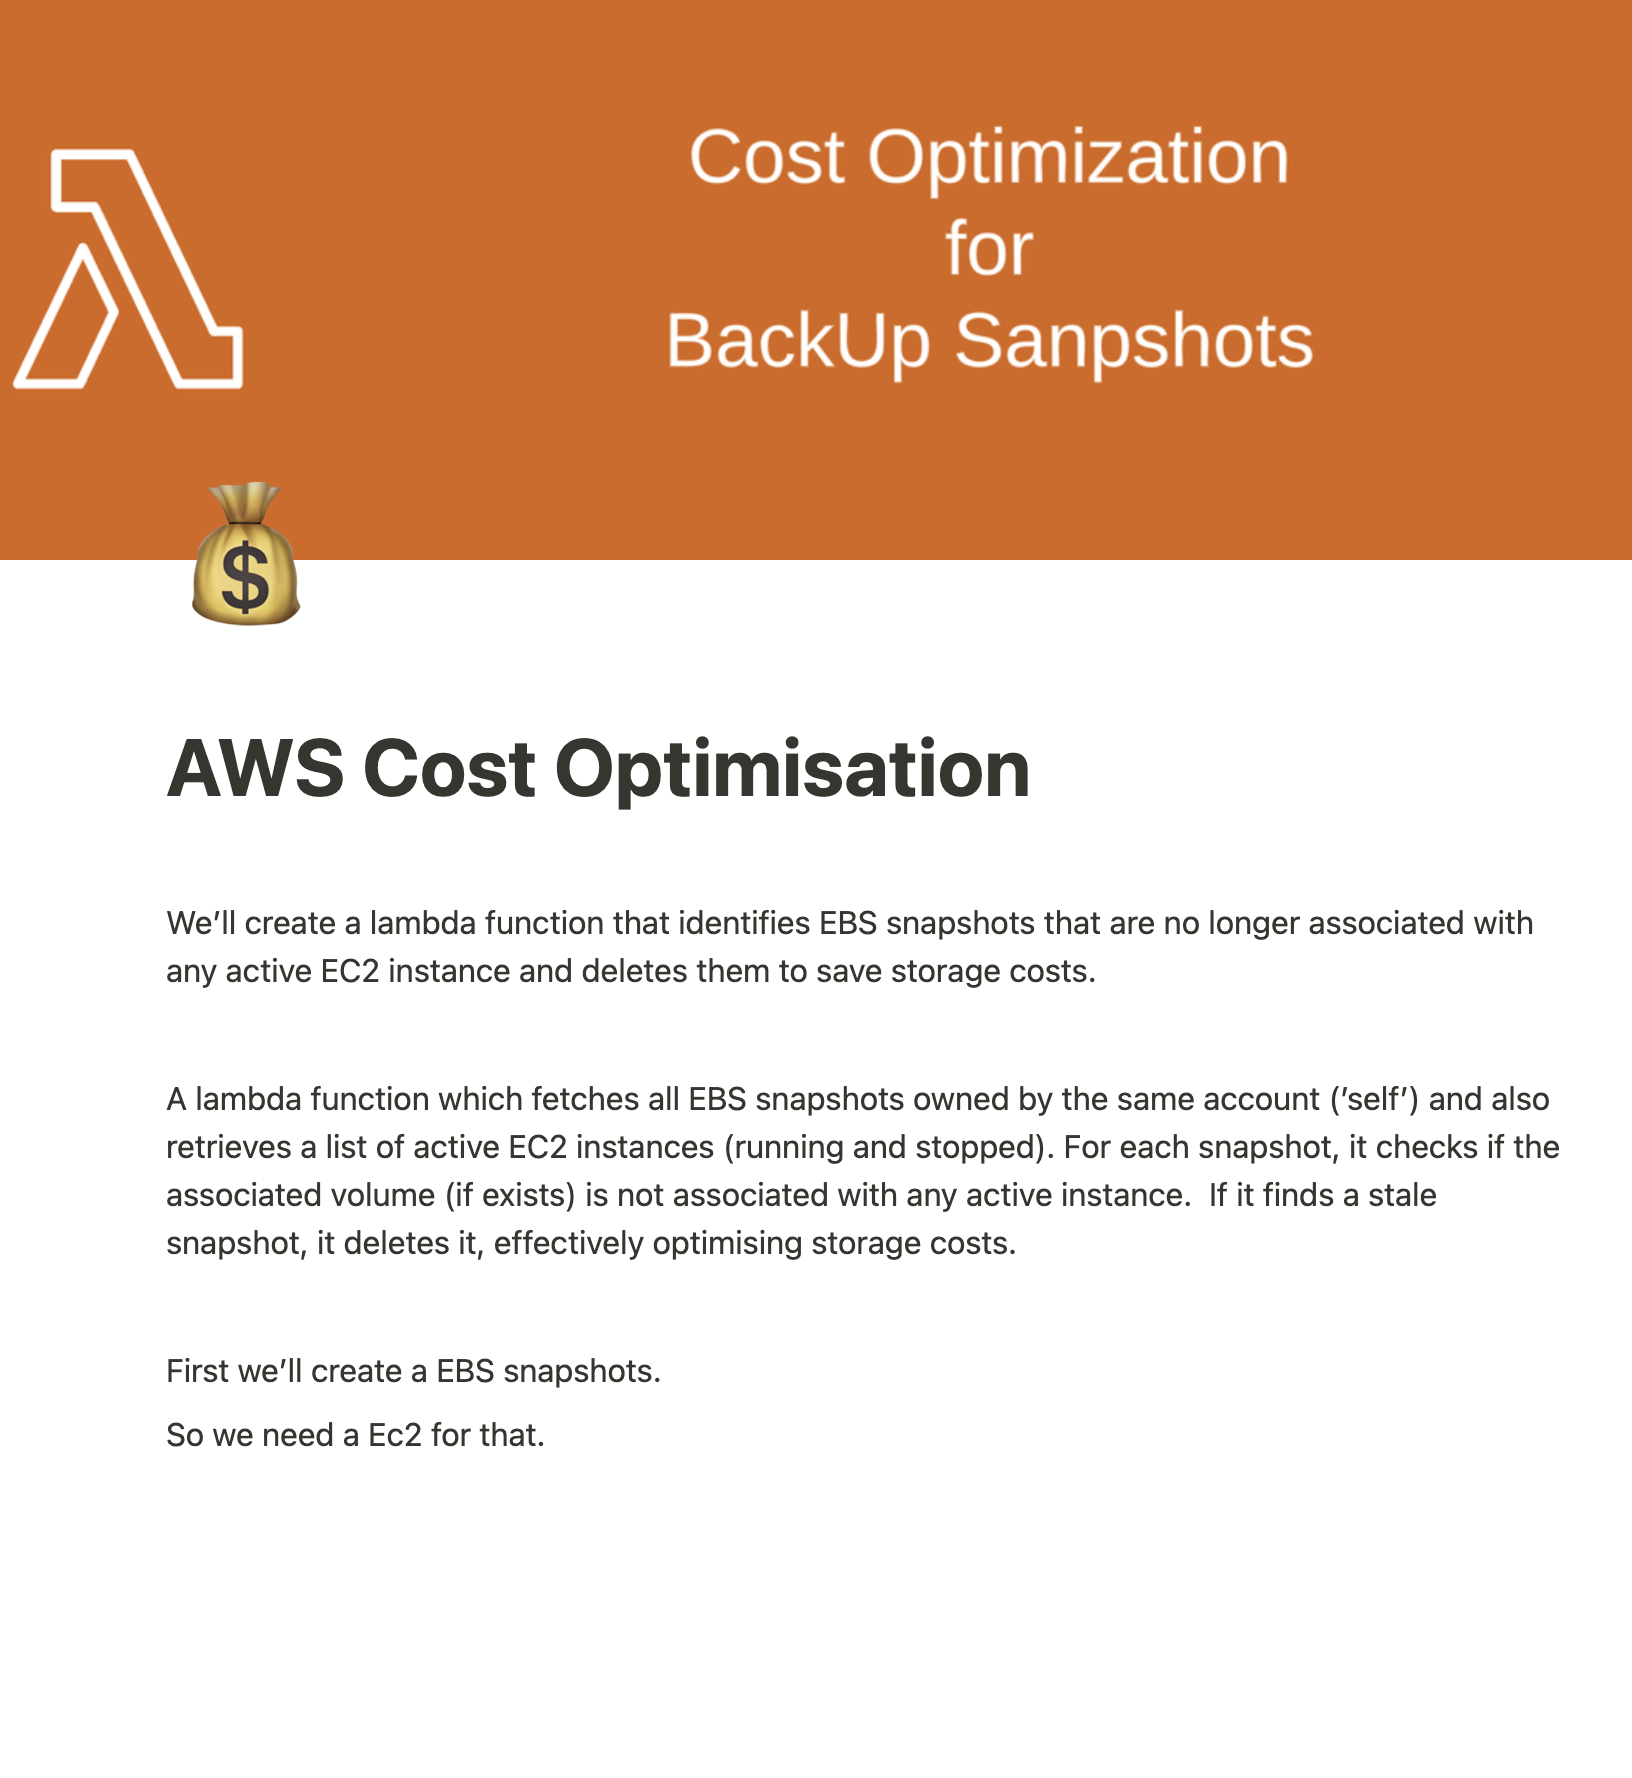 Cost Optimization
for
BackUp Sanpshots
$
AWS Cost Optimisation
We’ll create a lambda function that identifies EBS snapshots that are no longer associated with
any active EC2 instance and deletes them to save storage costs.
A lambda function which fetches all EBS snapshots owned by the same account (’self’) and also
retrieves a list of active EC2 instances (running and stopped). For each snapshot, it checks if the
associated volume (if exists) is not associated with any active instance.  If it finds a stale
snapshot, it deletes it, effectively optimising storage costs.
First we’ll create a EBS snapshots.
So we need a Ec2 for that.